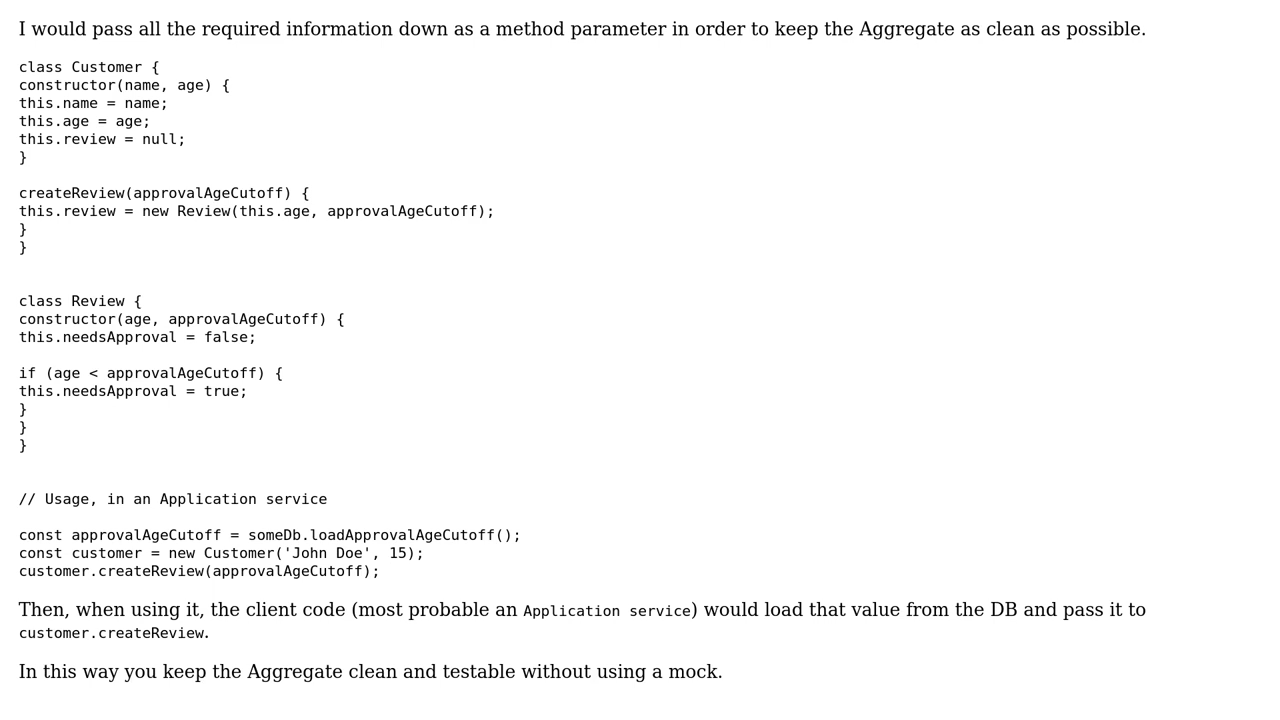 I would pass all the required information down as a method parameter in order to keep the Aggregate as clean as possible.
class Customer {
constructor(name, age) {
this.name = name;
this.age = age;
this.review = null;
}
createReview(approvalAgeCutoff) {
this.review = new Review(this.age, approvalAgeCutoff);
}
}
class Review {
constructor(age, approvalAgeCutoff) {
this.needsApproval = false;
if (age < approvalAgeCutoff) {
this.needsApproval = true;
}
}
}
// Usage, in an Application service
const approvalAgeCutoff = someDb.loadApprovalAgeCutoff();
const customer = new Customer('John Doe', 15);
customer.createReview(approvalAgeCutoff);
Then, when using it, the client code (most probable an Application service) would load that value from the DB and pass it to
customer.createReview.
In this way you keep the Aggregate clean and testable without using a mock.